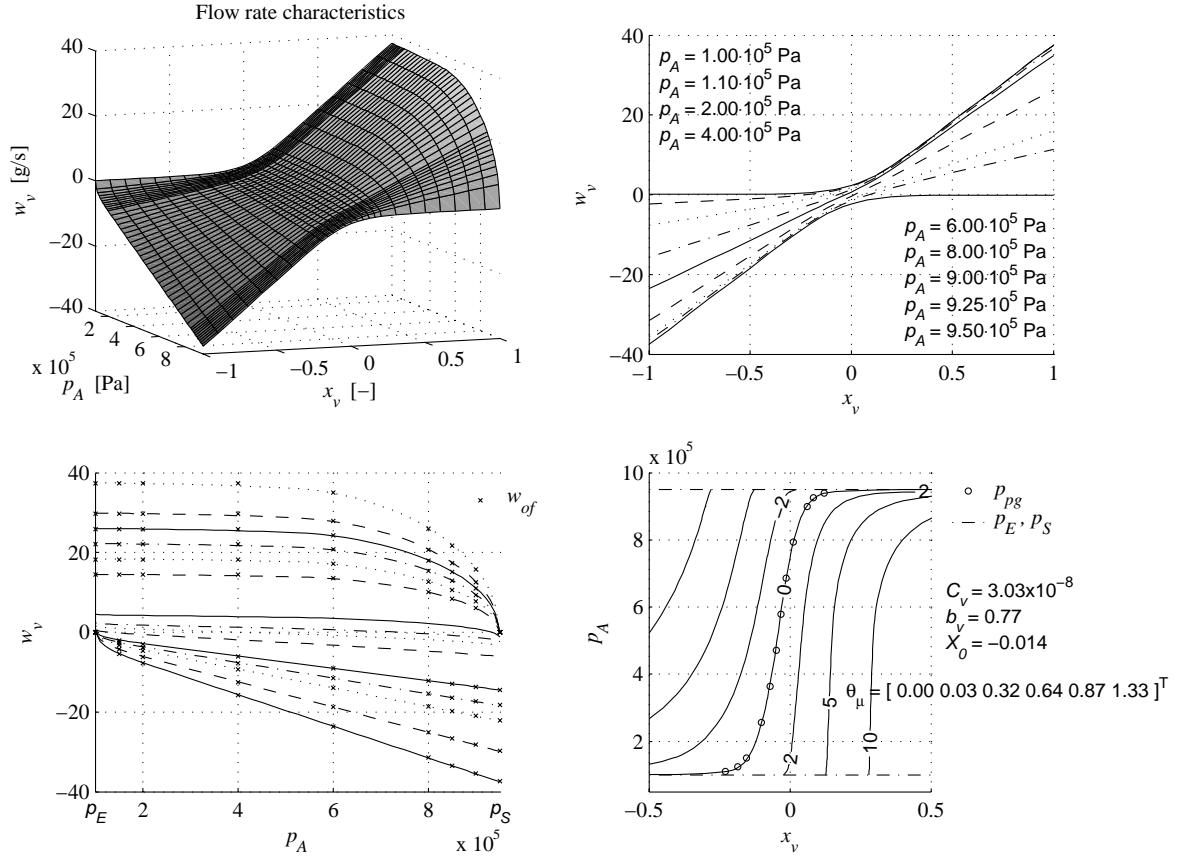 Flow rate characteristics
40
20
0
−20
−40
w_v [g/s]
2
4
6
8
x 10^5
p_A [Pa]
−1
−0.5
0
0.5
1
x_v [−]
40
20
0
−20
−40
w_v
p_A = 1.00·10^5 Pa
p_A = 1.10·10^5 Pa
p_A = 2.00·10^5 Pa
p_A = 4.00·10^5 Pa
p_A = 6.00·10^5 Pa
p_A = 8.00·10^5 Pa
p_A = 9.00·10^5 Pa
p_A = 9.25·10^5 Pa
p_A = 9.50·10^5 Pa
−1
−0.5
0
0.5
1
x_v
40
20
0
−20
−40
w_v
× w_of
p_E
2
4
6
8
p_S
p_A
x 10^5
x 10^5
10
8
6
4
2
p_A
−2
0
2
2
5
10
−0.5
0
0.5
x_v
p_pg
p_E , p_S
C_v = 3.03x10^−8
b_v = 0.77
X_0 = −0.014
θ_μ = [ 0.00 0.03 0.32 0.64 0.87 1.33 ]^T